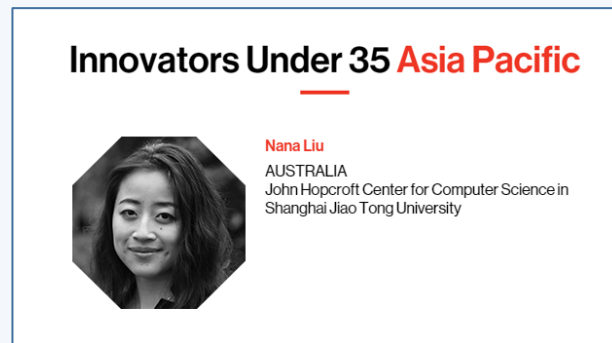 Innovators Under 35 Asia Pacific
Nana Liu
AUSTRALIA
John Hopcroft Center for Computer Science in
Shanghai Jiao Tong University